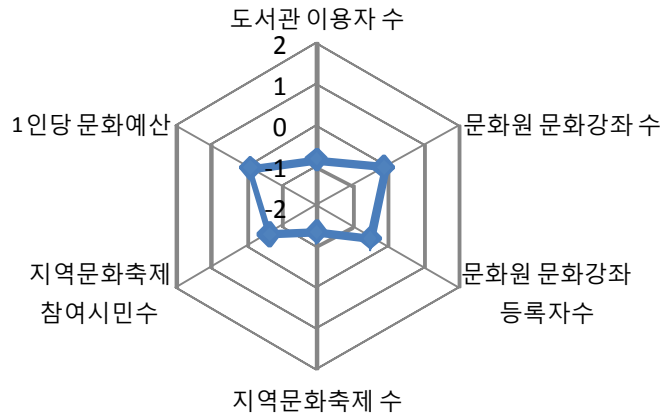 도서관 이용자 수
2
1
0
-1
-2
1인당 문화예산
문화원 문화강좌 수
지역문화축제
참여시민수
문화원 문화강좌
등록자수
지역문화축제 수